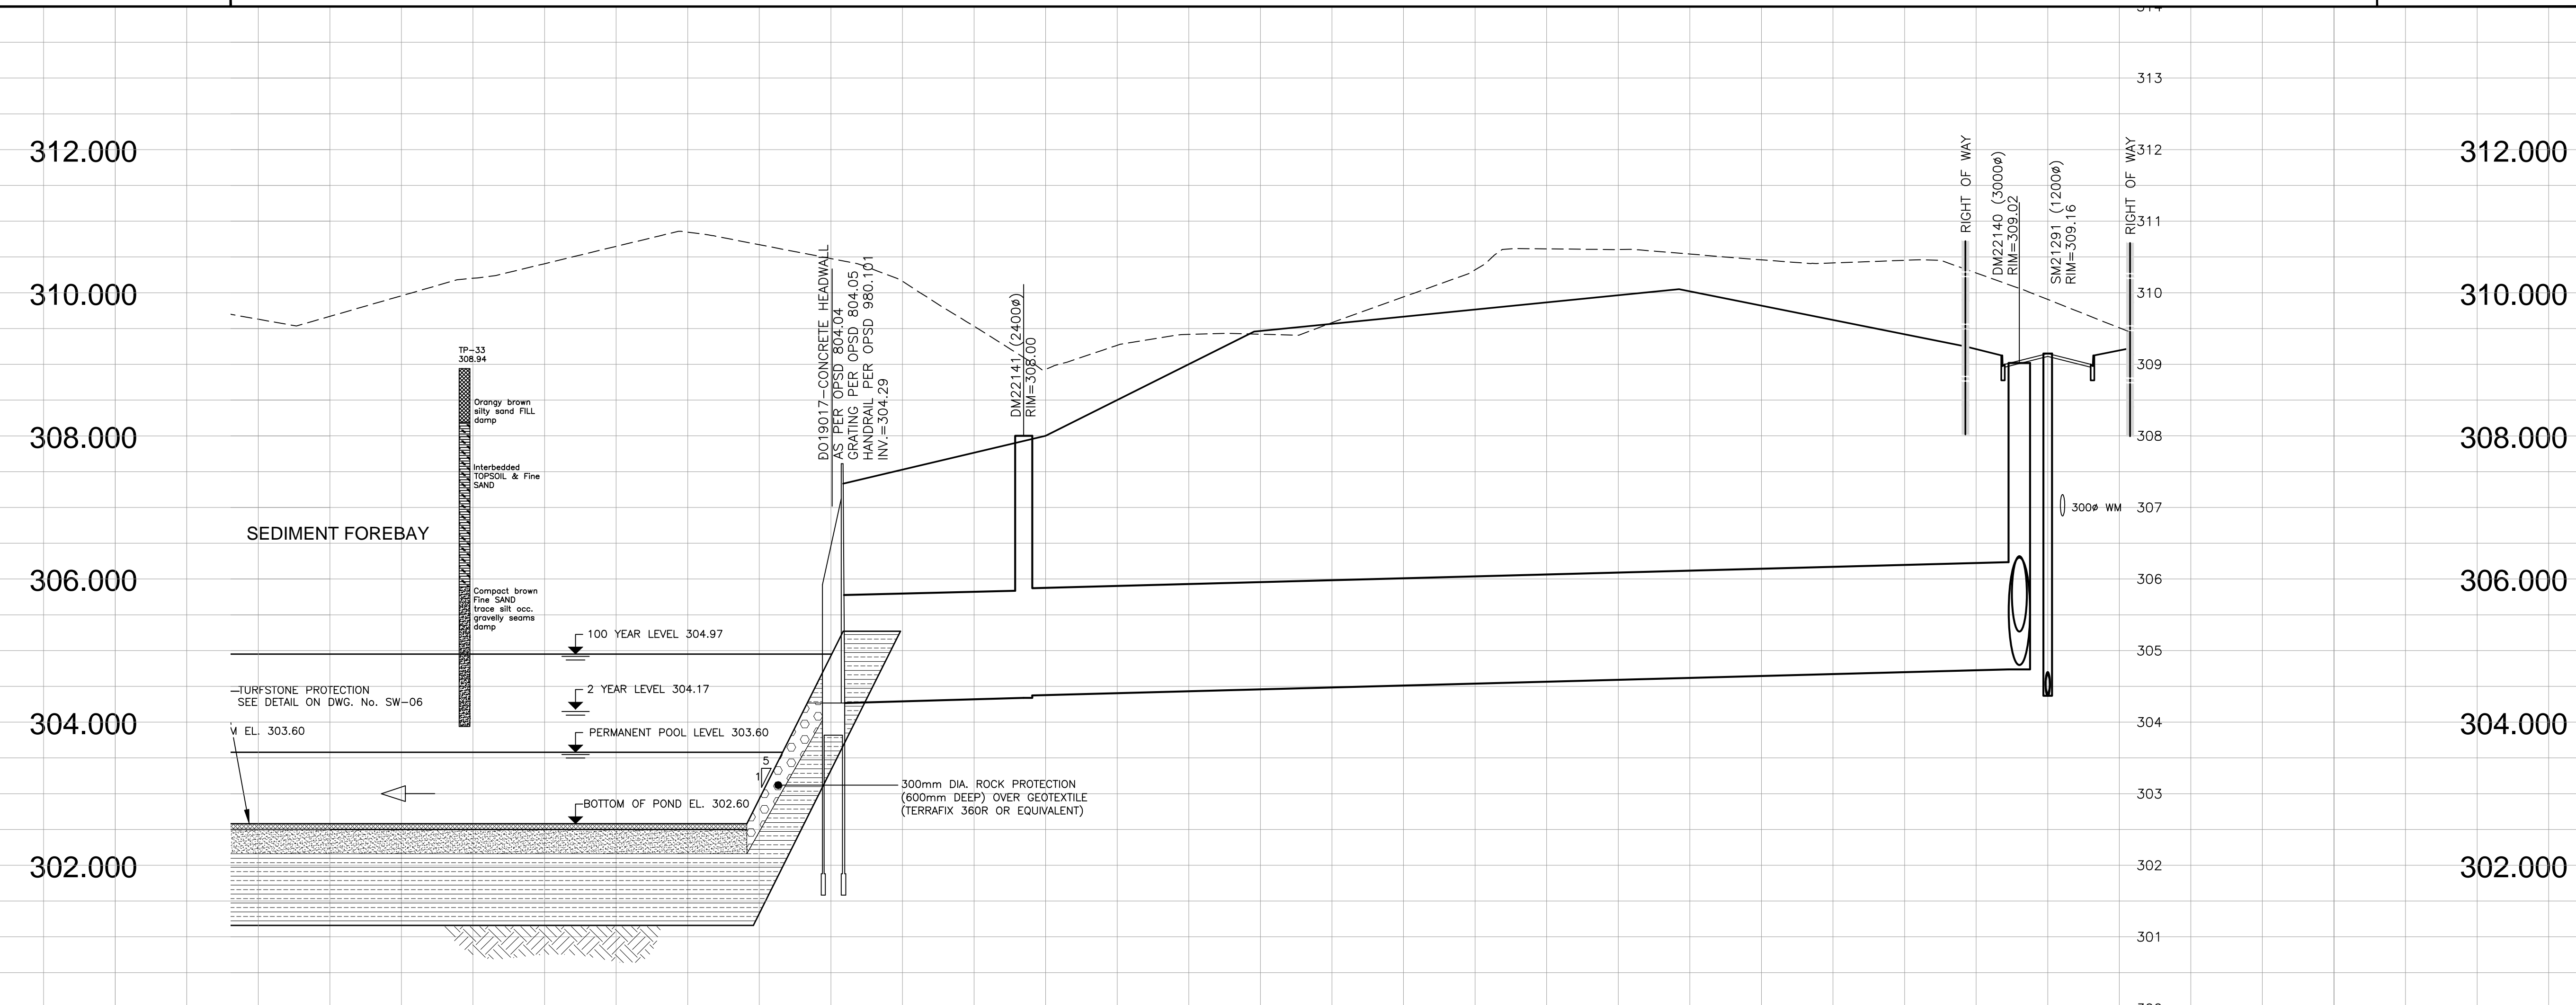 314
313
312.000
312
312.000
311
310.000
310
310.000
309
308.000
308
308.000
307
306.000
306
306.000
305
304.000
304
304.000
303
302.000
302
302.000
301
SEDIMENT FOREBAY
TP-33
308.94
Orangy brown
silty sand FILL
damp
Interbedded
TOPSOIL & Fine
SAND
Compact brown
Fine SAND
trace silt occ.
gravelly seams
damp
100 YEAR LEVEL 304.97
2 YEAR LEVEL 304.17
TURFSTONE PROTECTION
SEE DETAIL ON DWG. No. SW-06
EL. 303.60
PERMANENT POOL LEVEL 303.60
BOTTOM OF POND EL. 302.60
5
1
300mm DIA. ROCK PROTECTION
(600mm DEEP) OVER GEOTEXTILE
(TERRAFIX 360R OR EQUIVALENT)
DO19017-CONCRETE HEADWALL
AS PER OPSD 804.04
GRATING PER OPSD 804.05
HANDRAIL PER OPSD 980.101
INV.=304.29
DM22141 (2400ø)
RIM=308.00
RIGHT OF WAY
DM22140 (3000ø)
RIM=309.02
SM21291 (1200ø)
RIM=309.16
RIGHT OF WAY
300ø WM